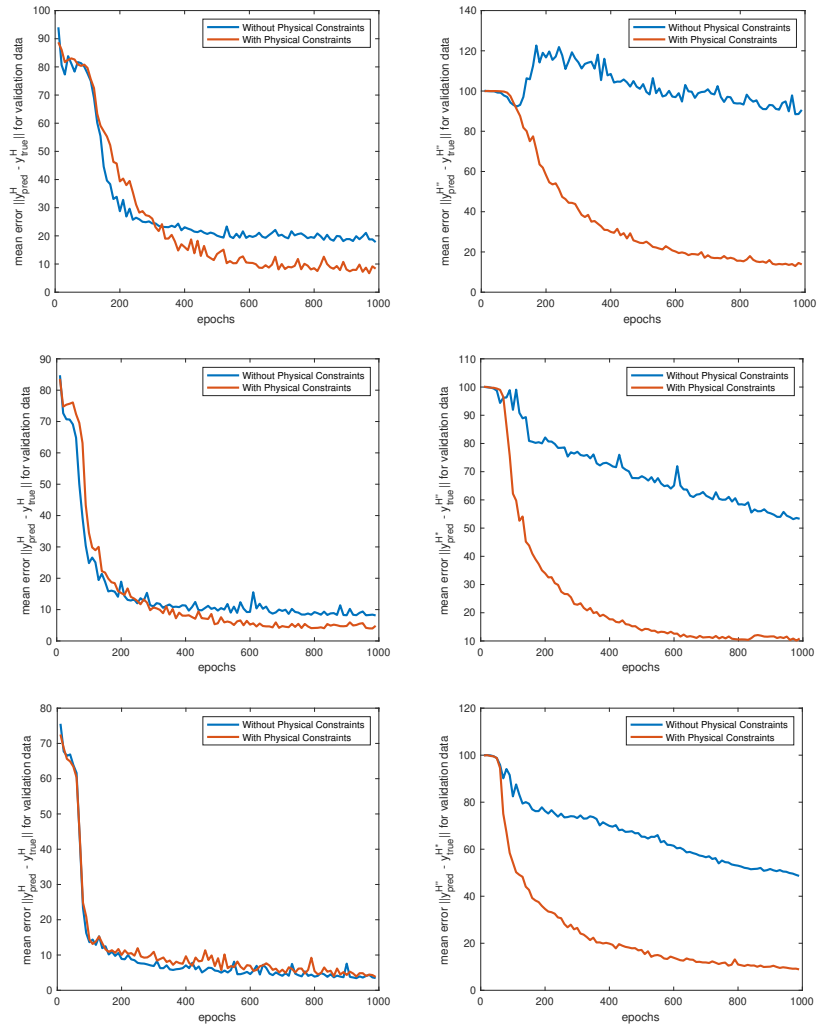 mean error ||y^H_pred - y^H_true|| for validation data
100
90
80
70
60
50
40
30
20
10
0
Without Physical Constraints
With Physical Constraints
0 200 400 600 800 1000
epochs
mean error ||y^H"_pred - y^H"_true|| for validation data
140
120
100
80
60
40
20
0
Without Physical Constraints
With Physical Constraints
0 200 400 600 800 1000
epochs
mean error ||y^H_pred - y^H_true|| for validation data
90
80
70
60
50
40
30
20
10
0
Without Physical Constraints
With Physical Constraints
0 200 400 600 800 1000
epochs
mean error ||y^H"_pred - y^H"_true|| for validation data
110
100
90
80
70
60
50
40
30
20
10
Without Physical Constraints
With Physical Constraints
0 200 400 600 800 1000
epochs
mean error ||y^H_pred - y^H_true|| for validation data
80
70
60
50
40
30
20
10
0
Without Physical Constraints
With Physical Constraints
0 200 400 600 800 1000
epochs
mean error ||y^H"_pred - y^H"_true|| for validation data
120
100
80
60
40
20
0
Without Physical Constraints
With Physical Constraints
0 200 400 600 800 1000
epochs